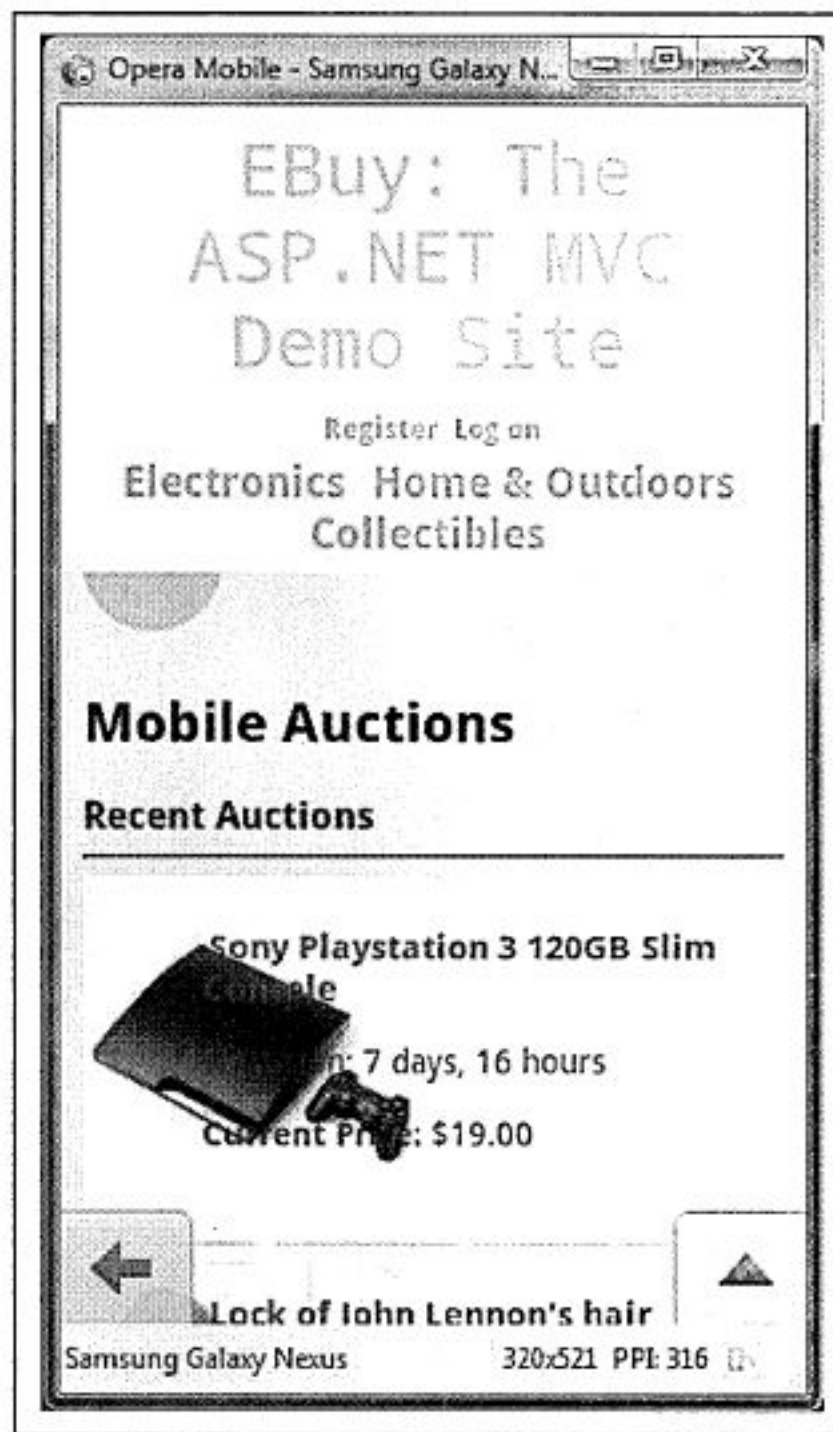 Opera Mobile - Samsung Galaxy N...
EBuy: The
ASP.NET MVC
Demo Site
Register Log on
Electronics Home & Outdoors
Collectibles
Mobile Auctions
Recent Auctions
Sony Playstation 3 120GB Slim
7 days, 16 hours
Current Price: $19.00
Lock of John Lennon's hair
Samsung Galaxy Nexus 320x521 PPI: 316